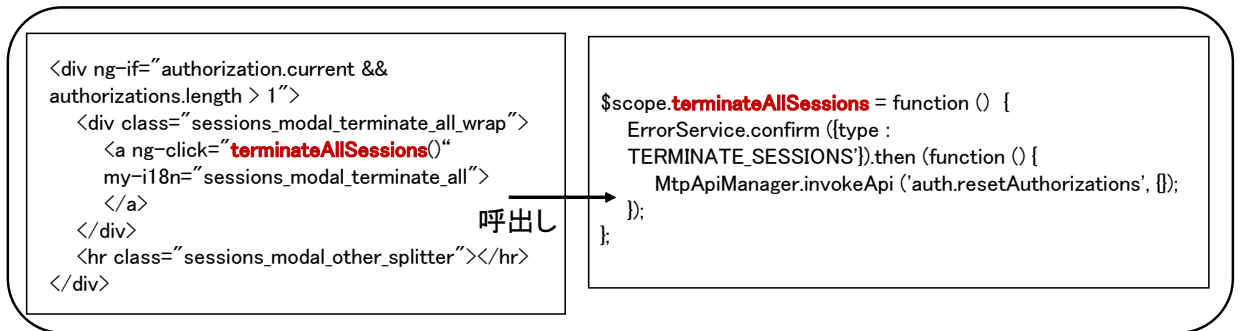 <div ng-if="authorization.current &&
authorizations.length > 1">
<div class="sessions_modal_terminate_all_wrap">
<a ng-click="terminateAllSessions()“
my-i18n="sessions_modal_terminate_all">
</a>
</div>
<hr class="sessions_modal_other_splitter"></hr>
</div>
呼出し
$scope.terminateAllSessions = function () {
ErrorService.confirm ({type :
TERMINATE_SESSIONS'}).then (function () {
MtpApiManager.invokeApi ('auth.resetAuthorizations', {});
});
};